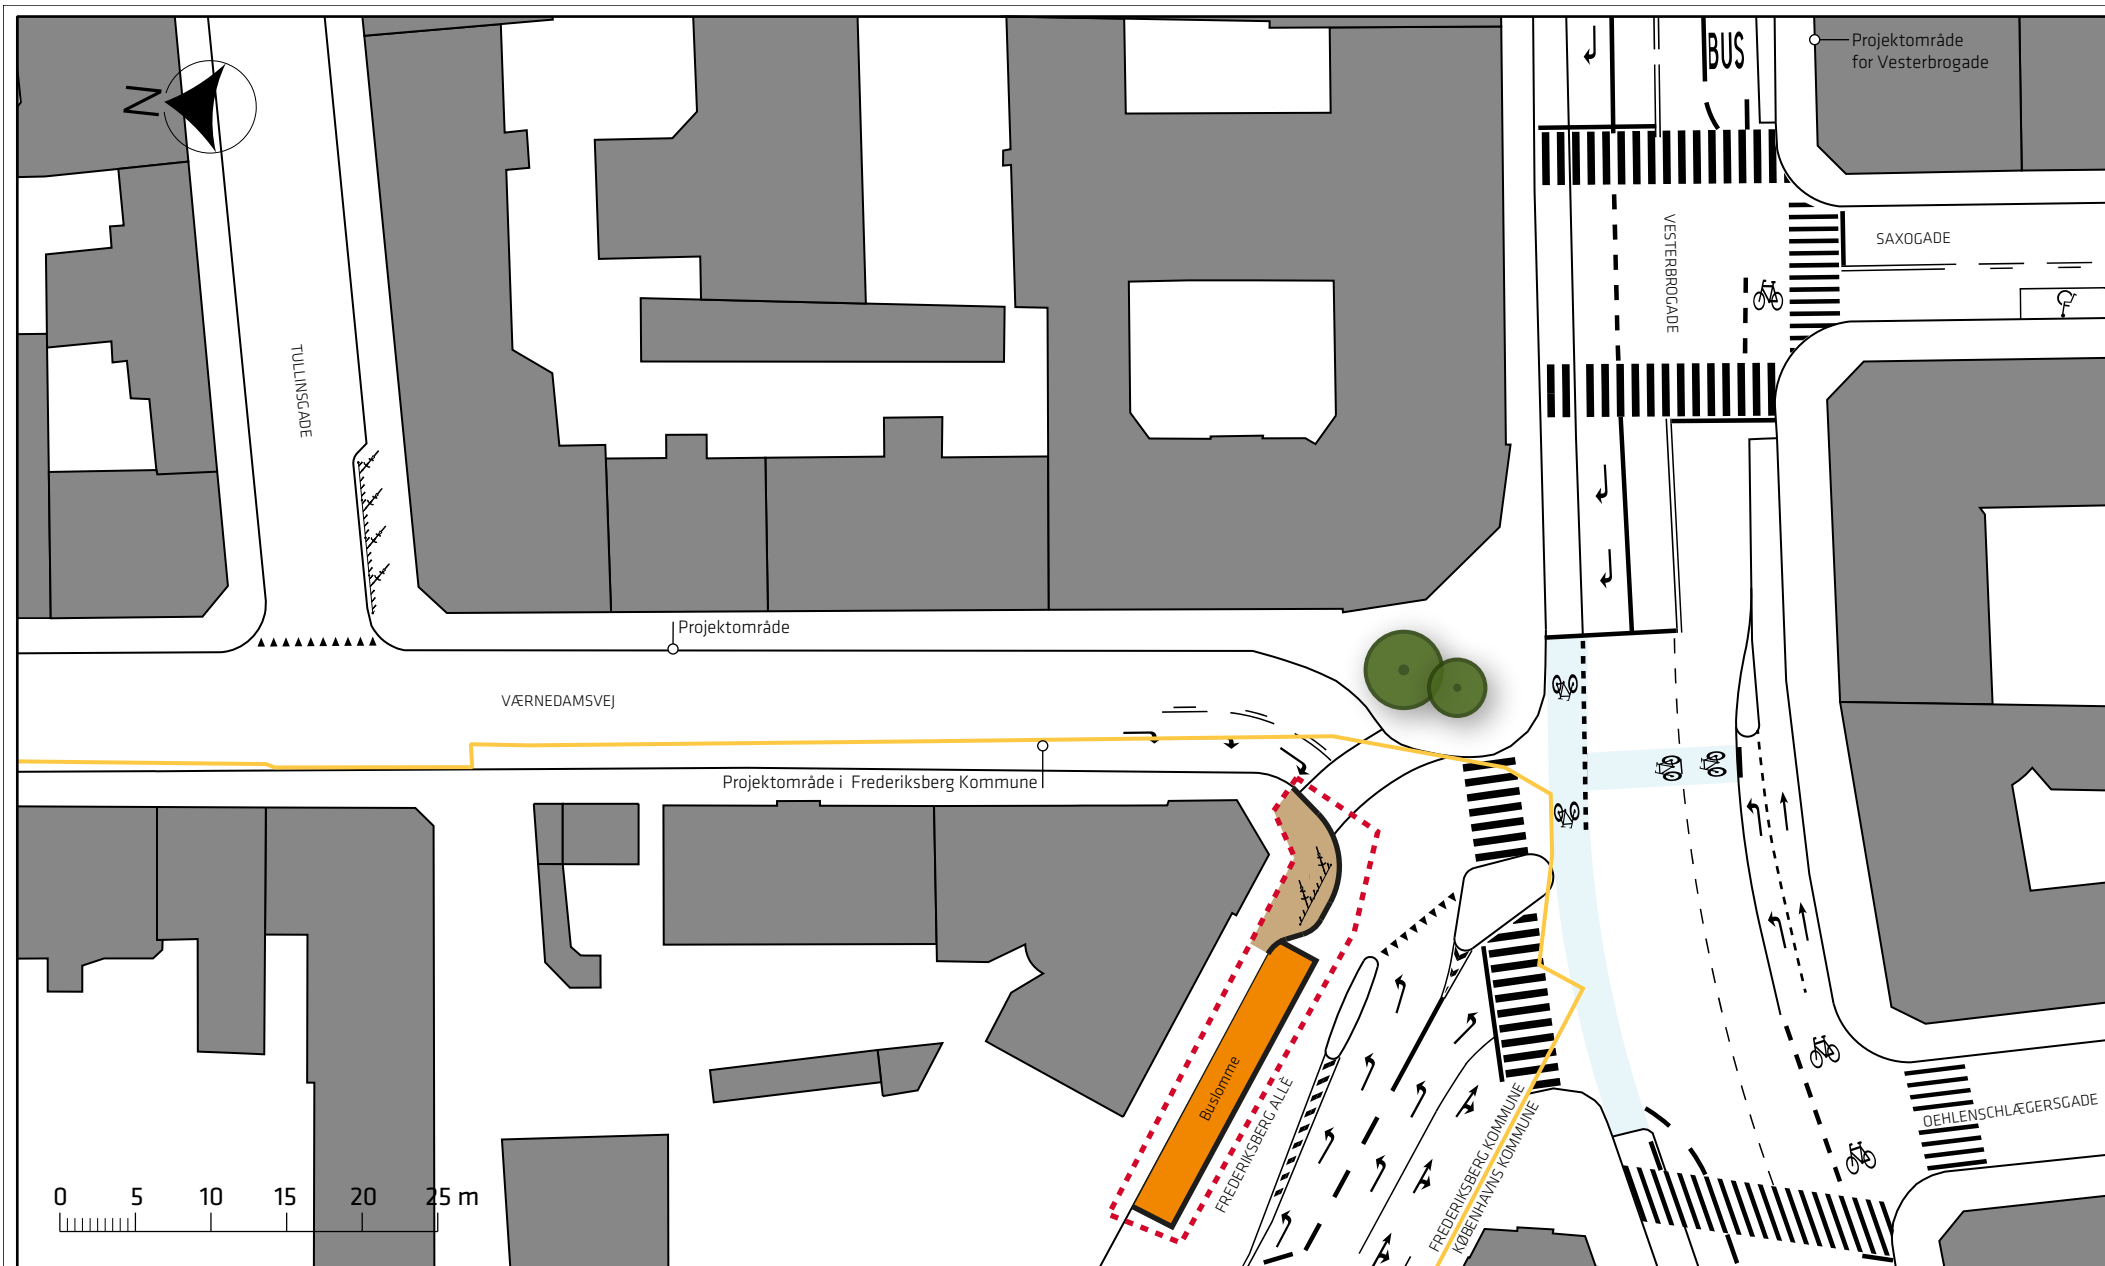 N
BUS
Projektområde
for Vesterbrogade
VESTERBROGADE
SAXOGADE
TULLINSGADE
Projektområde
VÆRNEDAMSVEJ
Projektområde i Frederiksberg Kommune
Buslomme
FREDERIKSBERG ALLÈ
FREDERIKSBERG KOMMUNE
KØBENHAVNS KOMMUNE
OEHLENSCHLÆGERSGADE
0 5 10 15 20 25 m